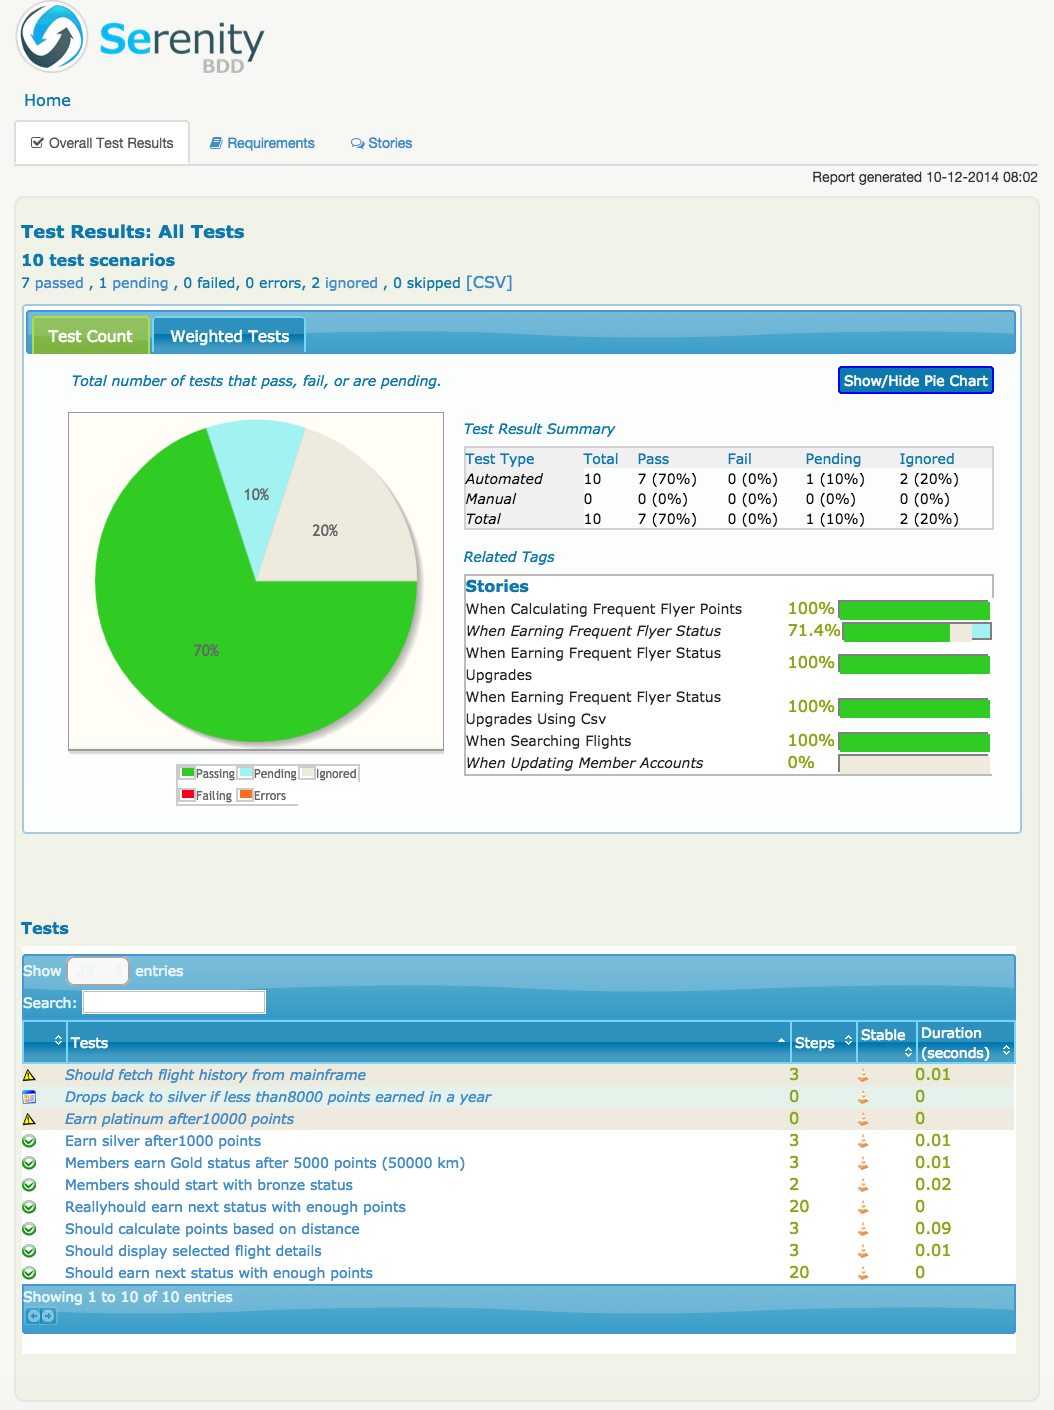 Serenity
BDD
Home
Overall Test Results Requirements Stories
Report generated 10-12-2014 08:02
Test Results: All Tests
10 test scenarios
7 passed , 1 pending , 0 failed, 0 errors, 2 ignored , 0 skipped [CSV]
Test Count Weighted Tests
Total number of tests that pass, fail, or are pending.
Show/Hide Pie Chart
10%
20%
70%
Passing Pending Ignored
Failing Errors
Test Result Summary
Test Type Total Pass Fail Pending Ignored
Automated 10 7 (70%) 0 (0%) 1 (10%) 2 (20%)
Manual 0 0 (0%) 0 (0%) 0 (0%) 0 (0%)
Total 10 7 (70%) 0 (0%) 1 (10%) 2 (20%)
Related Tags
Stories
When Calculating Frequent Flyer Points 100%
When Earning Frequent Flyer Status 71.4%
When Earning Frequent Flyer Status
Upgrades 100%
When Earning Frequent Flyer Status
Upgrades Using Csv 100%
When Searching Flights 100%
When Updating Member Accounts 0%
Tests
Show 25 entries
Search:
Tests Steps Stable Duration
(seconds)
Should fetch flight history from mainframe 3 0.01
Drops back to silver if less than8000 points earned in a year 0 0
Earn platinum after10000 points 0 0
Earn silver after1000 points 3 0.01
Members earn Gold status after 5000 points (50000 km) 3 0.01
Members should start with bronze status 2 0.02
Reallyhould earn next status with enough points 20 0
Should calculate points based on distance 3 0.09
Should display selected flight details 3 0.01
Should earn next status with enough points 20 0
Showing 1 to 10 of 10 entries